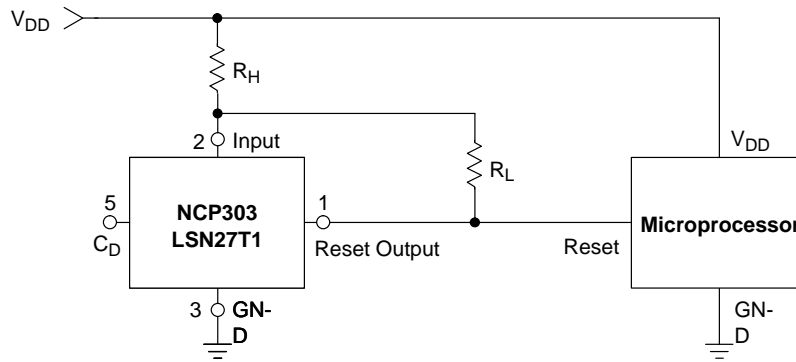 VDD
RH
2 Input
VDD
RL
5
CD
NCP303
LSN27T1
1
Reset Output
Reset
Microprocessor
3 GN-
D
GN-
D